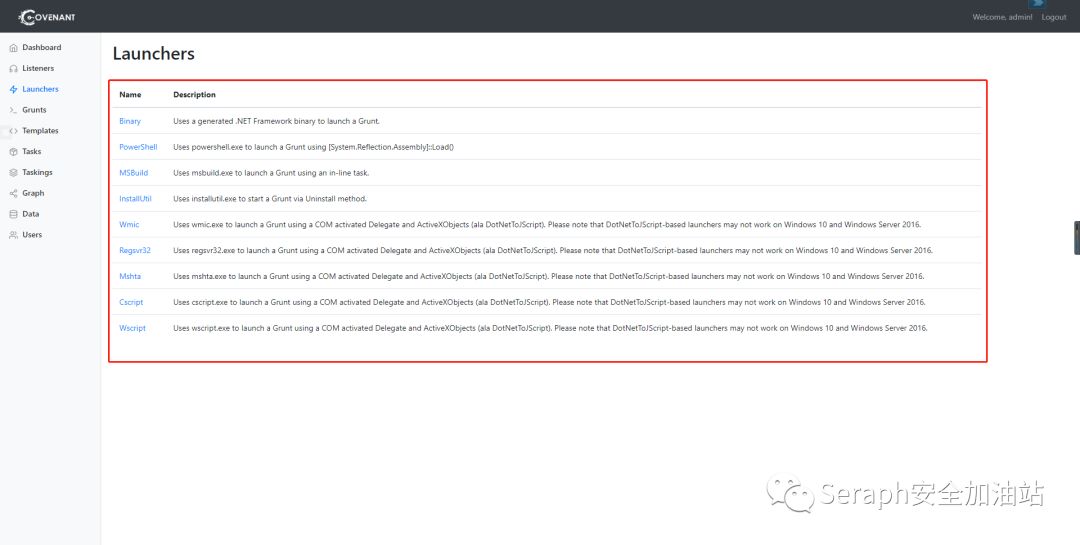 COVENANT
Welcome, admin! Logout
Dashboard
Listeners
Launchers
Grunts
Templates
Tasks
Taskings
Graph
Data
Users
Launchers
Name Description
Binary Uses a generated .NET Framework binary to launch a Grunt.
PowerShell Uses powershell.exe to launch a Grunt using [System.Reflection.Assembly]::Load()
MSBuild Uses msbuild.exe to launch a Grunt using an in-line task.
InstallUtil Uses installutil.exe to start a Grunt via Uninstall method.
Wmic Uses wmic.exe to launch a Grunt using a COM activated Delegate and ActiveXObjects (ala DotNetToJScript). Please note that DotNetToJScript-based launchers may not work on Windows 10 and Windows Server 2016.
Regsvr32 Uses regsvr32.exe to launch a Grunt using a COM activated Delegate and ActiveXObjects (ala DotNetToJScript). Please note that DotNetToJScript-based launchers may not work on Windows 10 and Windows Server 2016.
Mshta Uses mshta.exe to launch a Grunt using a COM activated Delegate and ActiveXObjects (ala DotNetToJScript). Please note that DotNetToJScript-based launchers may not work on Windows 10 and Windows Server 2016.
Cscript Uses cscript.exe to launch a Grunt using a COM activated Delegate and ActiveXObjects (ala DotNetToJScript). Please note that DotNetToJScript-based launchers may not work on Windows 10 and Windows Server 2016.
Wscript Uses wscript.exe to launch a Grunt using a COM activated Delegate and ActiveXObjects (ala DotNetToJScript). Please note that DotNetToJScript-based launchers may not work on Windows 10 and Windows Server 2016.
Seraph安全加油站